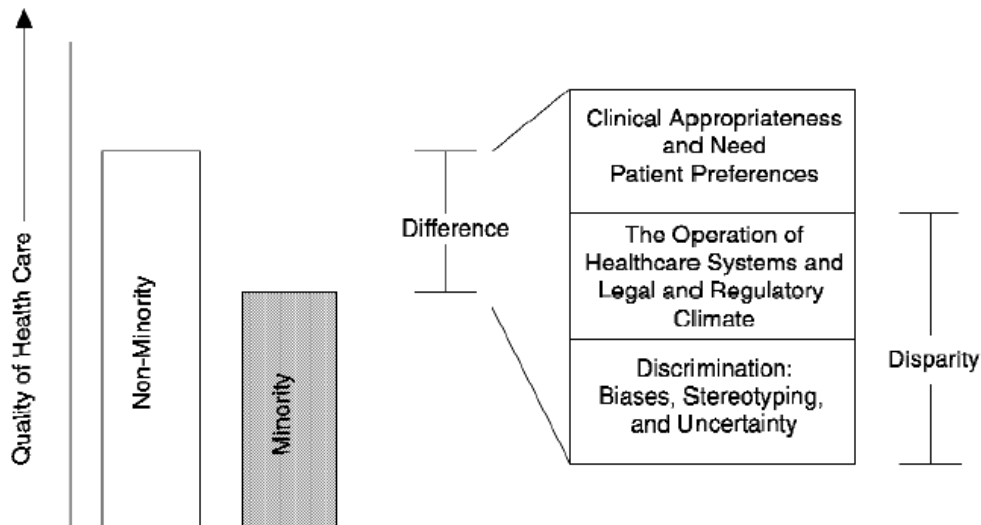 Quality of Health Care
Non-Minority
Minority
Difference
Clinical Appropriateness
and Need
Patient Preferences
The Operation of
Healthcare Systems and
Legal and Regulatory
Climate
Discrimination:
Biases, Stereotyping,
and Uncertainty
Disparity